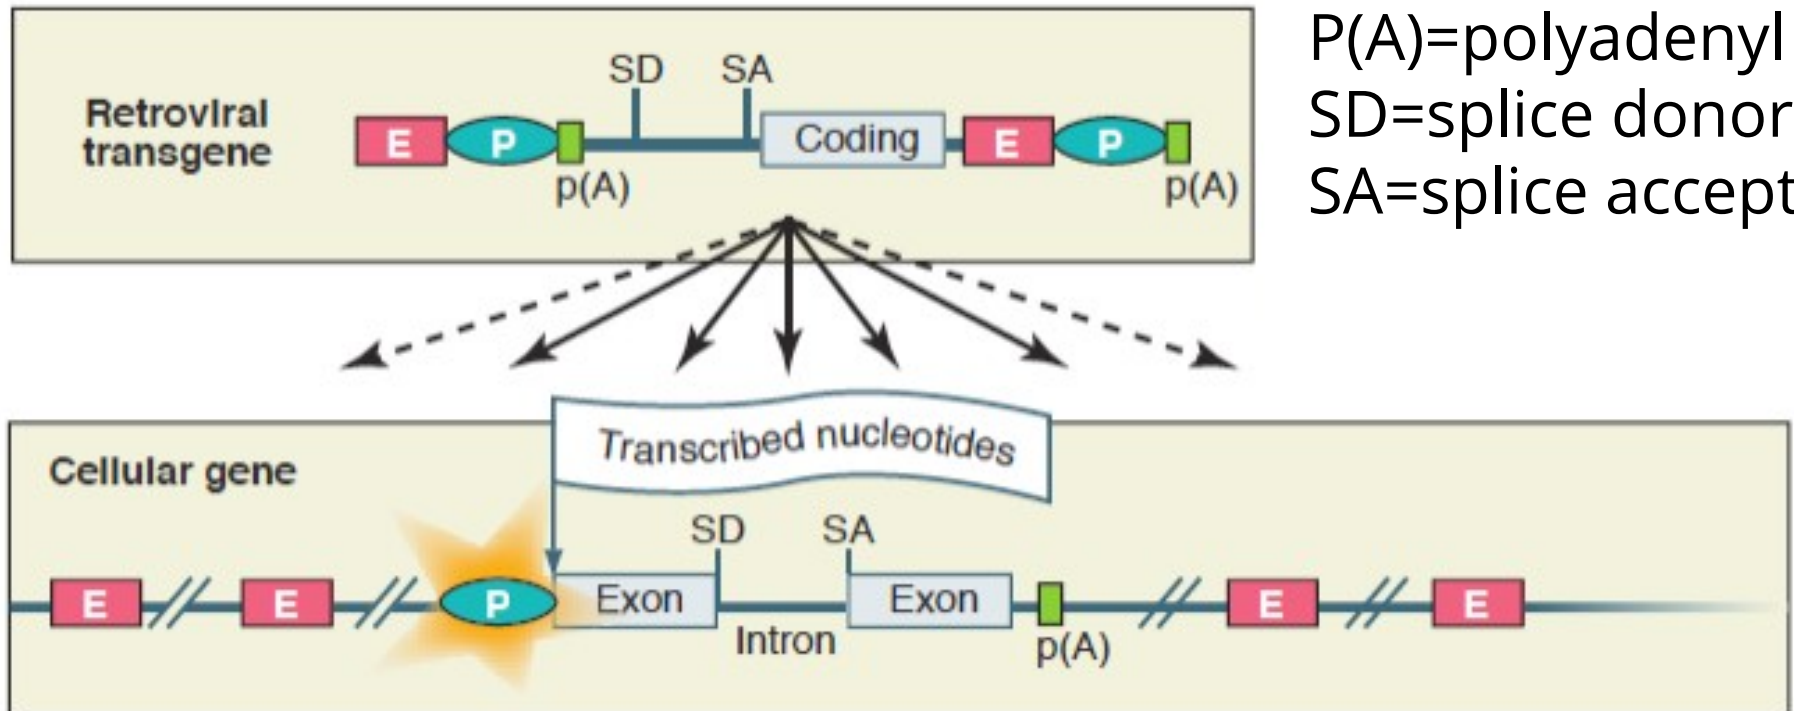 P(A)=polyadenyl
SD=splice donor
SA=splice accept
SD SA
Retroviral
transgene
E P Coding E P
p(A) p(A)
Transcribed nucleotides
Cellular gene
SD SA
E E P Exon Exon E E
Intron p(A)